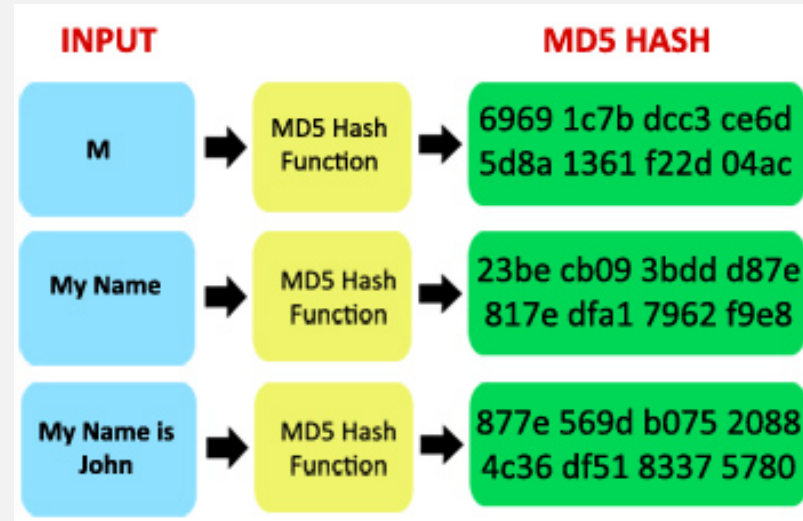 INPUT
MD5 HASH
M
MD5 Hash
Function
6969 1c7b dcc3 ce6d
5d8a 1361 f22d 04ac
My Name
MD5 Hash
Function
23be cb09 3bdd d87e
817e dfa1 7962 f9e8
My Name is
John
MD5 Hash
Function
877e 569d b075 2088
4c36 df51 8337 5780